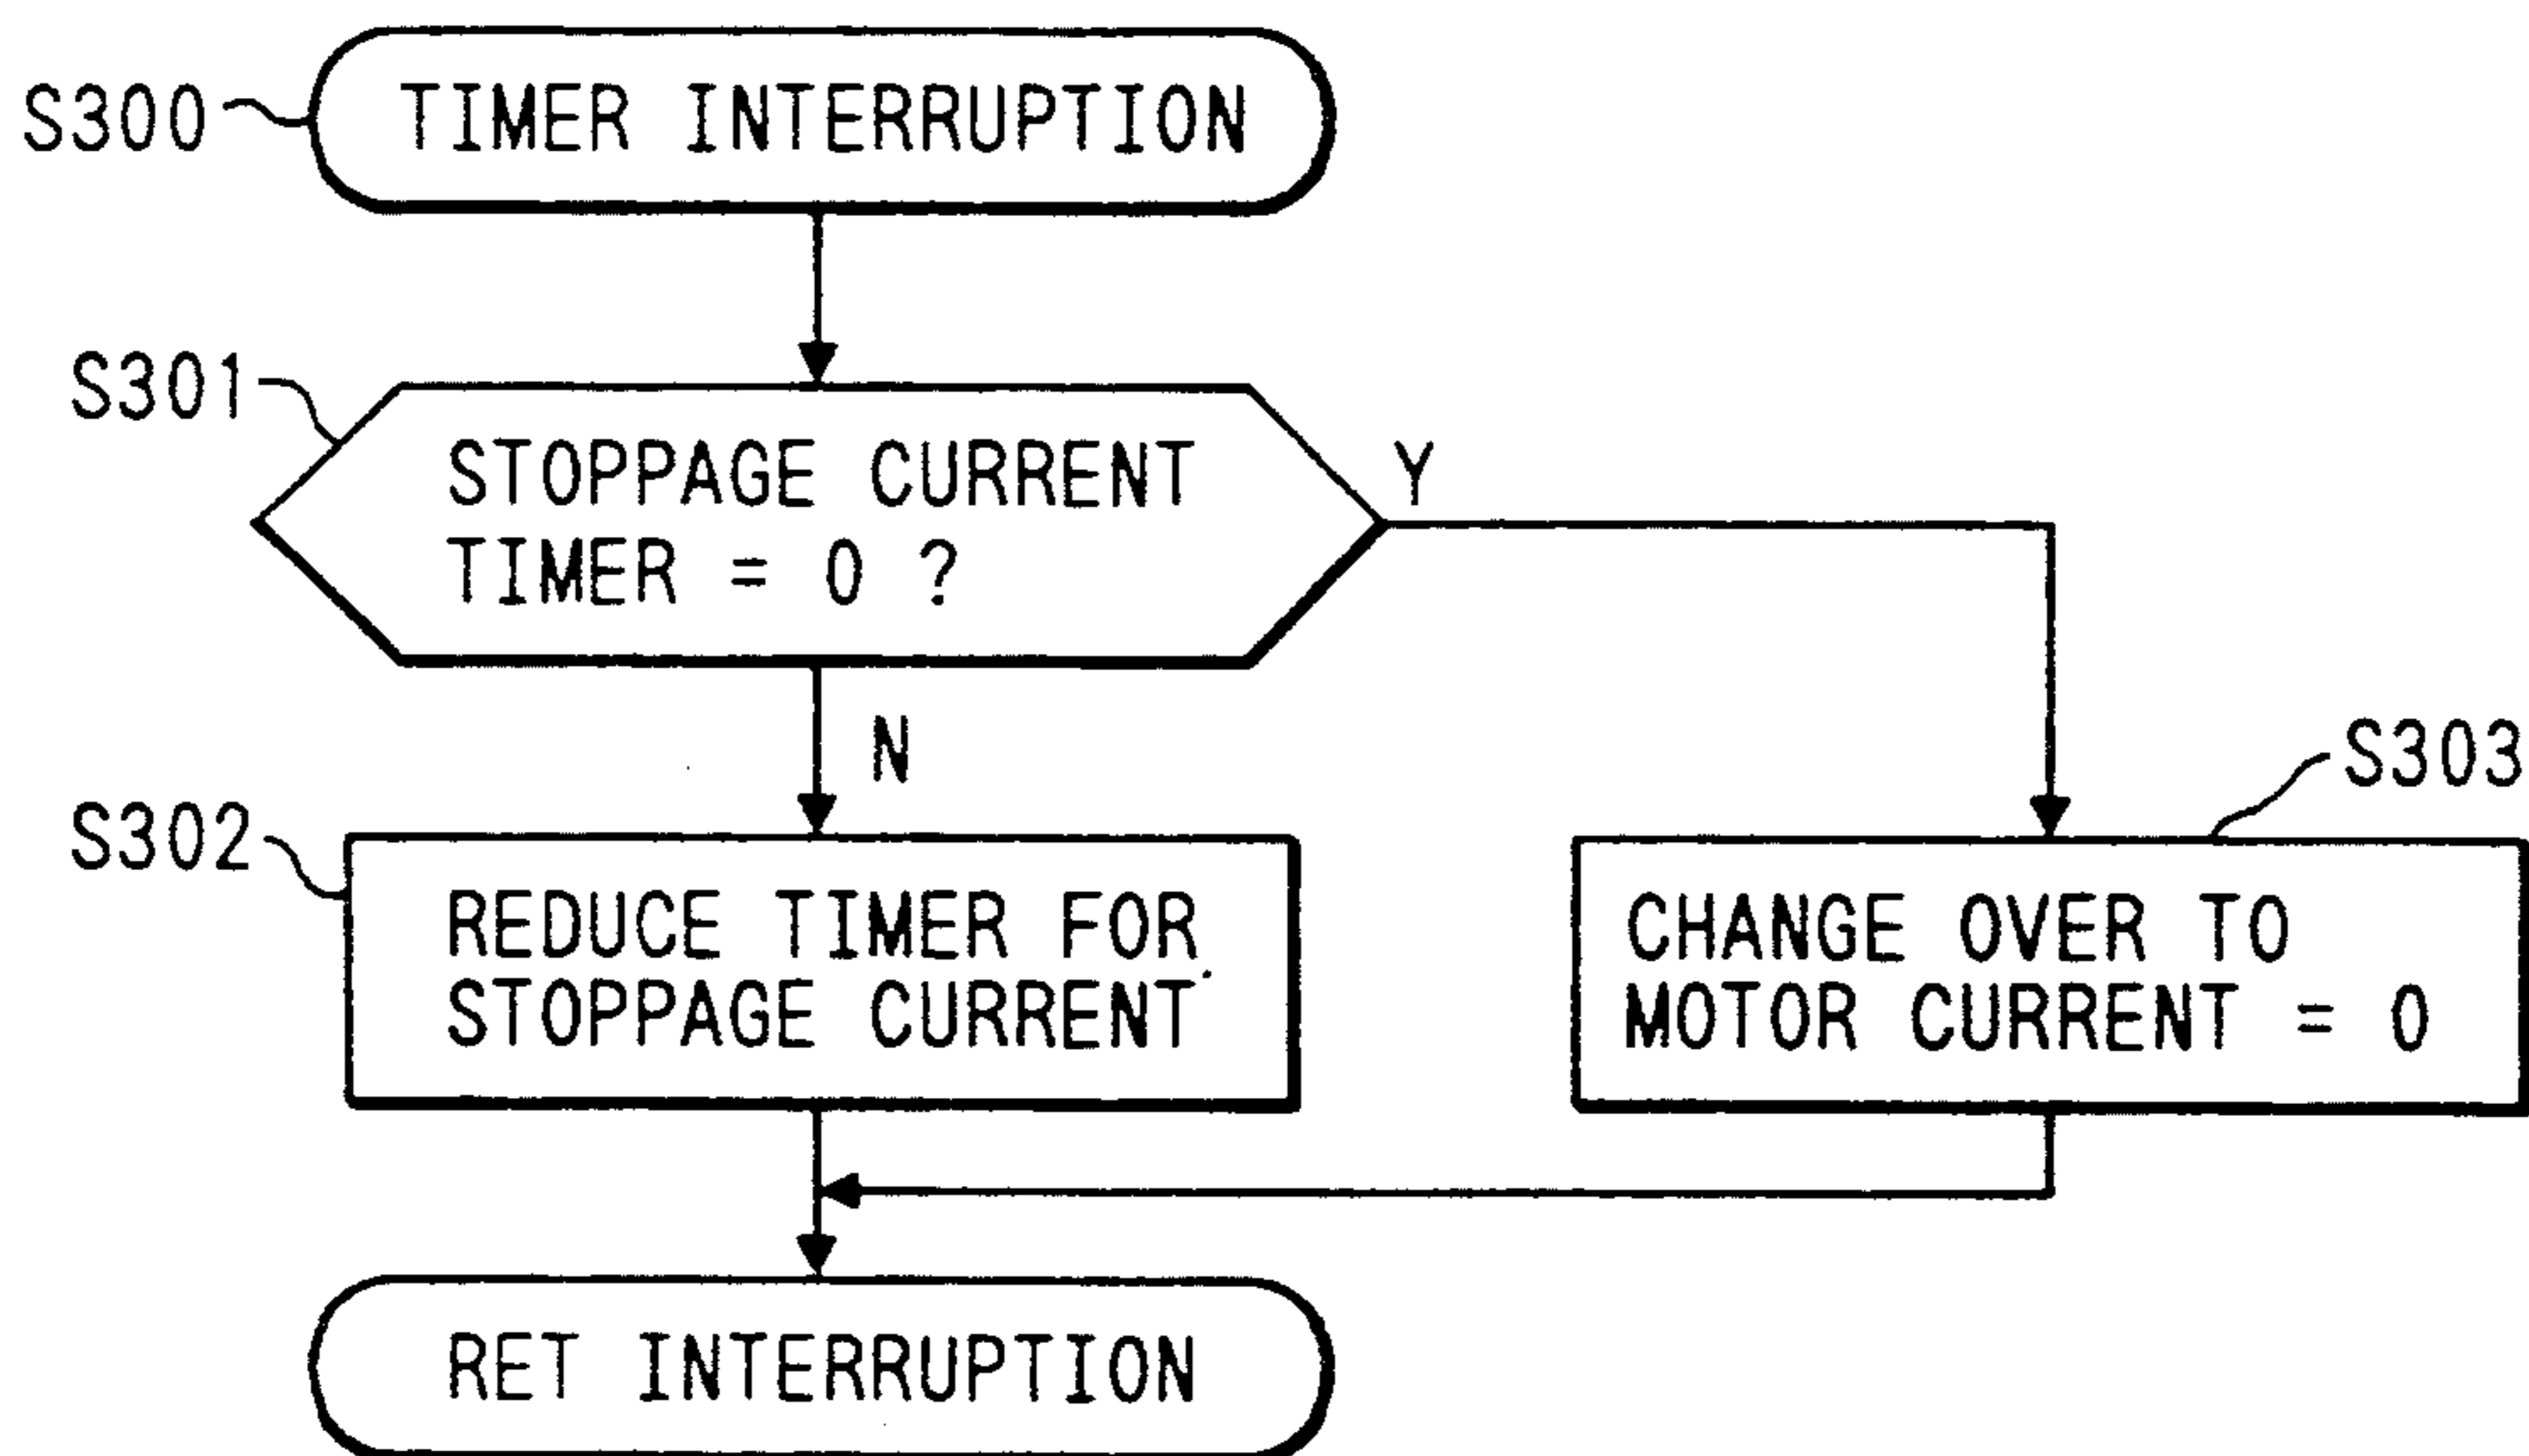 S300
TIMER INTERRUPTION
S301
STOPPAGE CURRENT
TIMER = 0 ?
Y
N
S302
REDUCE TIMER FOR
STOPPAGE CURRENT
S303
CHANGE OVER TO
MOTOR CURRENT = 0
RET INTERRUPTION